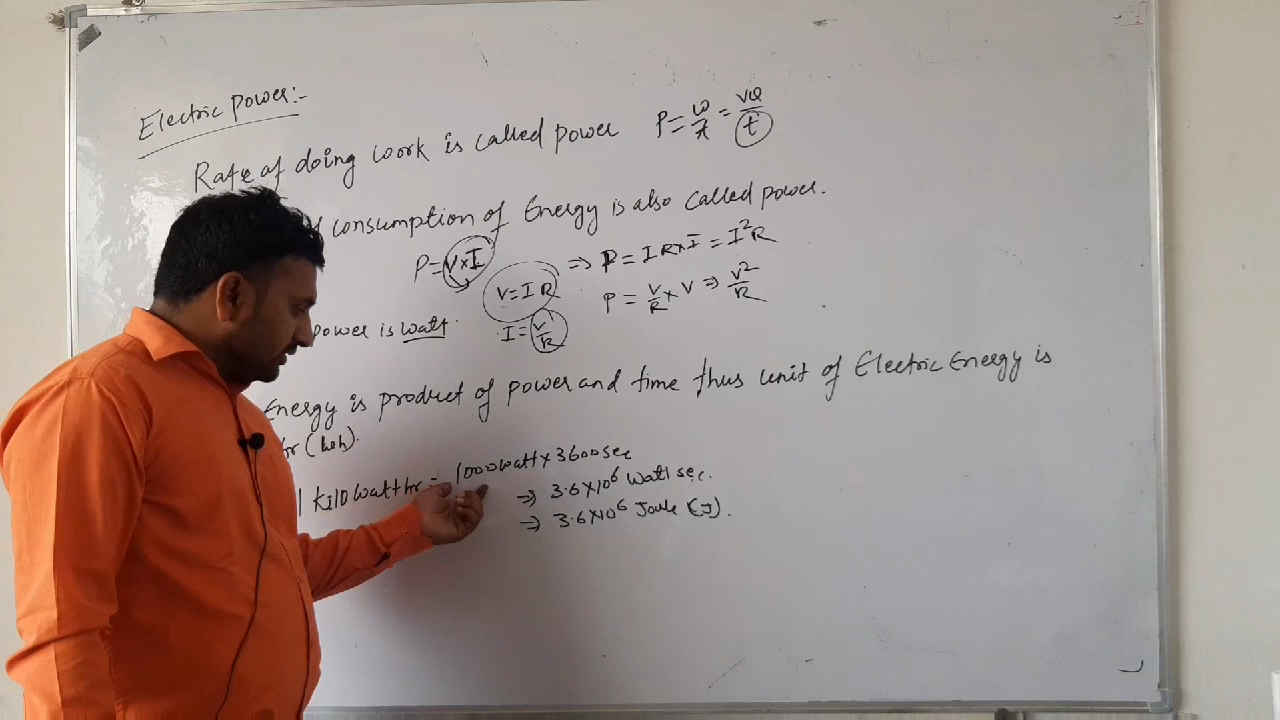 Electric Power:-
Rate of doing work is called power P = W/t = VQ/t
consumption of Energy is also called power.
P = V×I ⇒ P = IR×I = I²R
V = IR P = V/R × V ⇒ V²/R
power is watt. I = V/R
Energy is product of power and time thus unit of Electric Energy is
hr (kwh).
1 kilo watt hr = 1000watt × 3600 sec
⇒ 3.6×10⁶ Watt sec.
⇒ 3.6×10⁶ Joule (J).